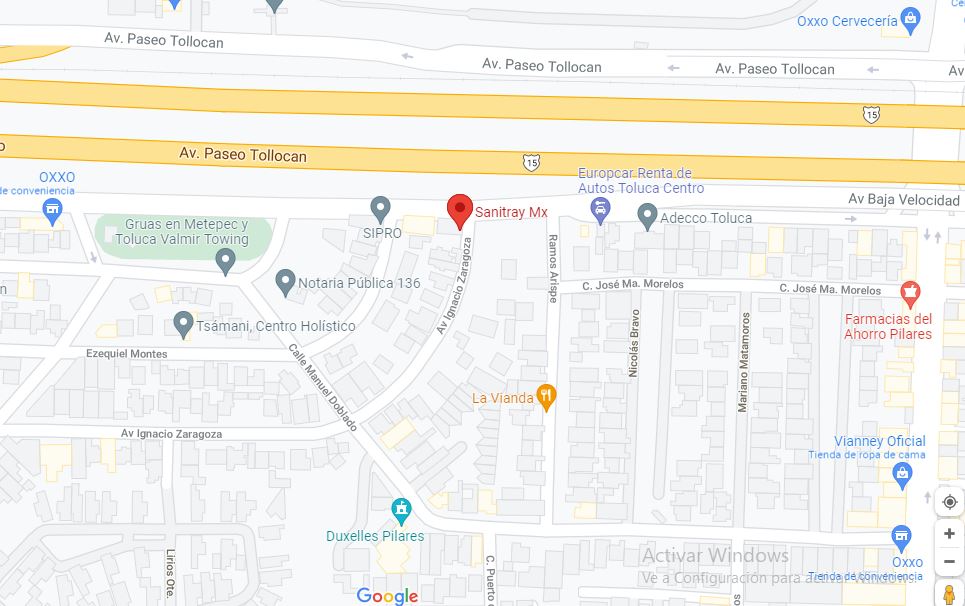 Oxxo Cervecería
Av. Paseo Tollocan
Av. Paseo Tollocan
Av. Paseo Tollocan
Av
15
Av. Paseo Tollocan
15
OXXO
de conveniencia
Europcar Renta de
Autos Toluca Centro
Av Baja Velocidad
Sanitray Mx
Adecco Toluca
Gruas en Metepec y
Toluca Valmir Towing
SIPRO
Av Ignacio Zaragoza
Ramos Arispe
Notaría Pública 136
C. José Ma. Morelos
C. José Ma. Morelos
Tsámani, Centro Holístico
Farmacias del
Ahorro Pilares
Nicolás Bravo
Mariano Matamoros
Ezequiel Montes
Calle Manuel Doblado
La Vianda
Av Ignacio Zaragoza
Vianney Oficial
Tienda de ropa de cama
Duxelles Pilares
Lirios Ote.
C. Puerto d
Activar Windows
Ve a Configuración para activar Windows
Oxxo
Tienda de conveniencia
Google